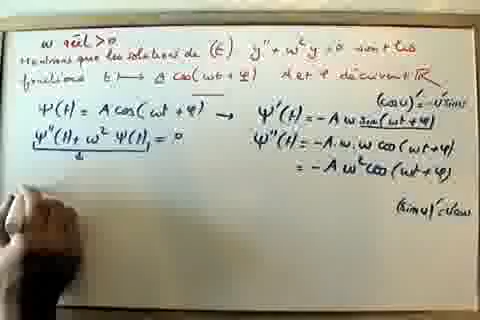 ω réel > 0
Montrons que les solutions de (E) y'' + ω² y = 0 sont les
fonctions t ↦ A cos(ωt + φ) A et φ décrivent ℝ
Ψ(t) = A cos(ωt + φ) →
Ψ''(t) + ω² Ψ(t) = 0
(cos u)' = -u' sin u
Ψ'(t) = -A ω sin(ωt + φ)
Ψ''(t) = -A ω. ω cos(ωt + φ)
= -A ω² cos(ωt + φ)
(sin u)' = u' cos u